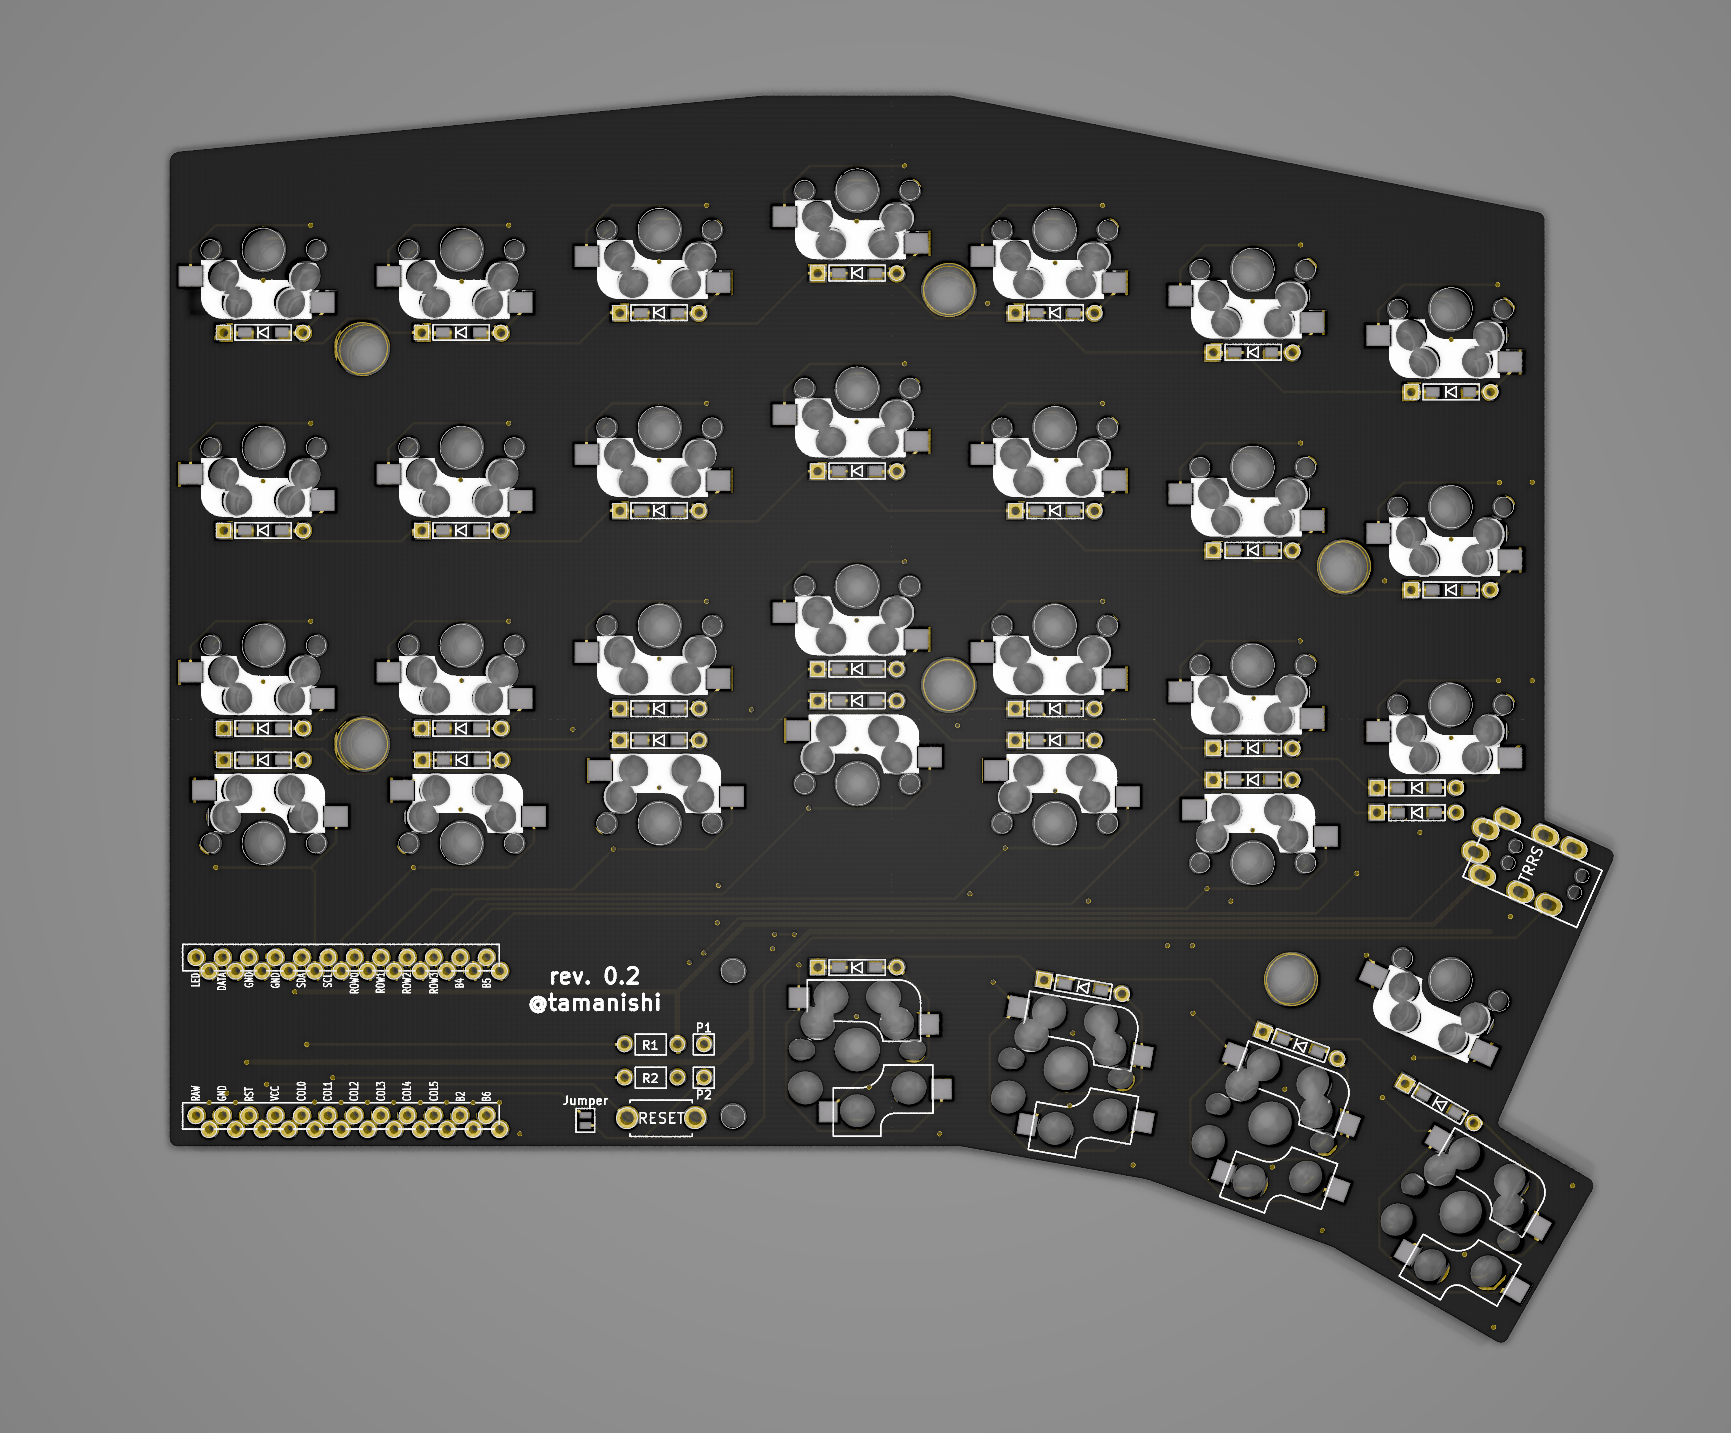 TRRS
LED
DATA
GND
GND
SDA
SCL
ROW0
ROW1
ROW2
ROW3
B4
B5
rev. 0.2
@tamanishi
P1
R1
R2
P2
Jumper
RESET
RAW
GND
RST
VCC
COL0
COL1
COL2
COL3
COL4
COL5
B2
B6